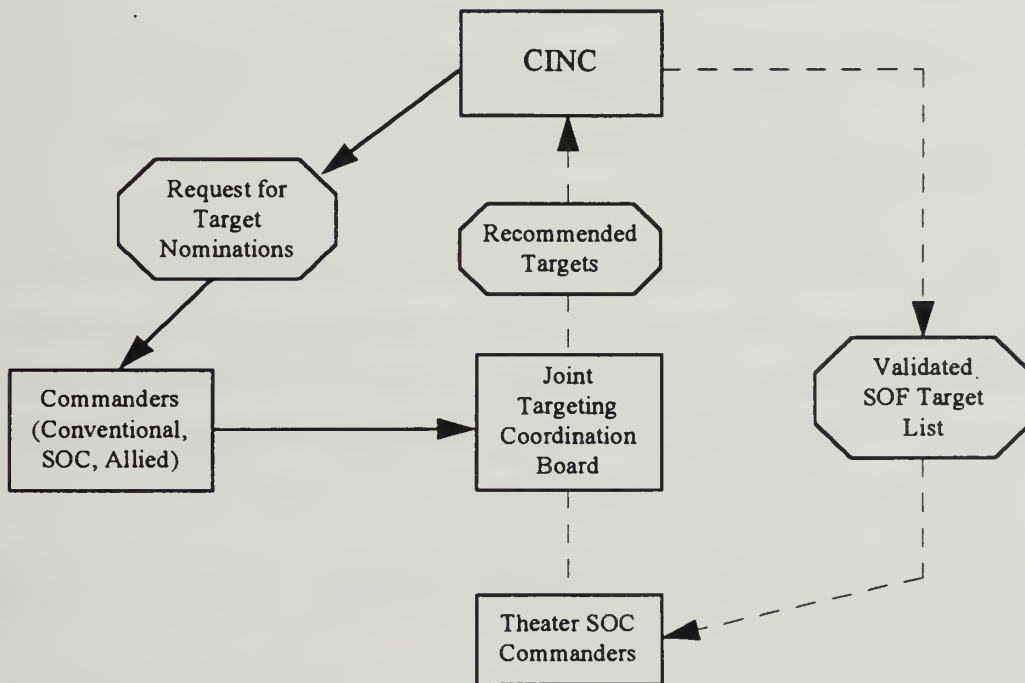 CINC
Request for
Target
Nominations
Recommended
Targets
Commanders
(Conventional,
SOC, Allied)
Joint
Targeting
Coordination
Board
Validated
SOF Target
List
Theater SOC
Commanders